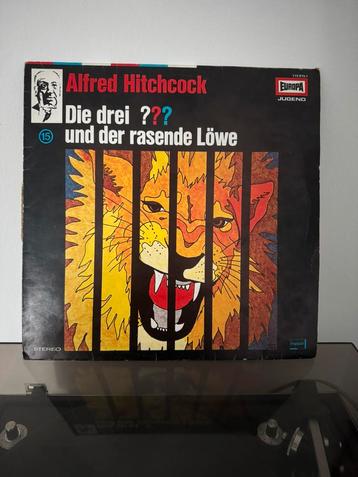 Alfred Hitchcock
EUROPA
JUGEND
Die drei ???
15
und der rasende Löwe
STEREO